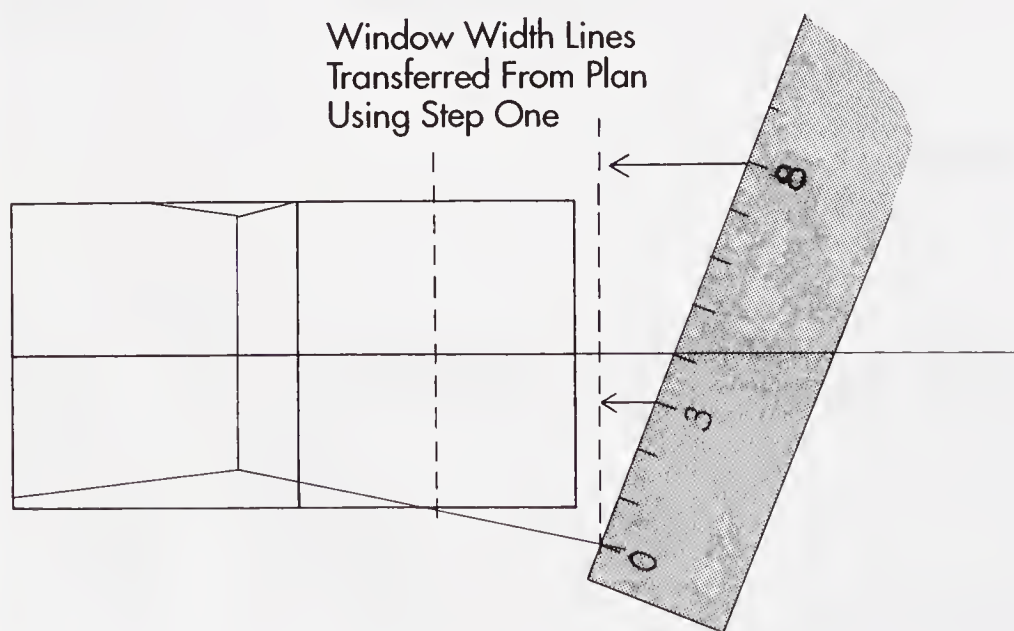 Window Width Lines
Transferred From Plan
Using Step One
8
3
0